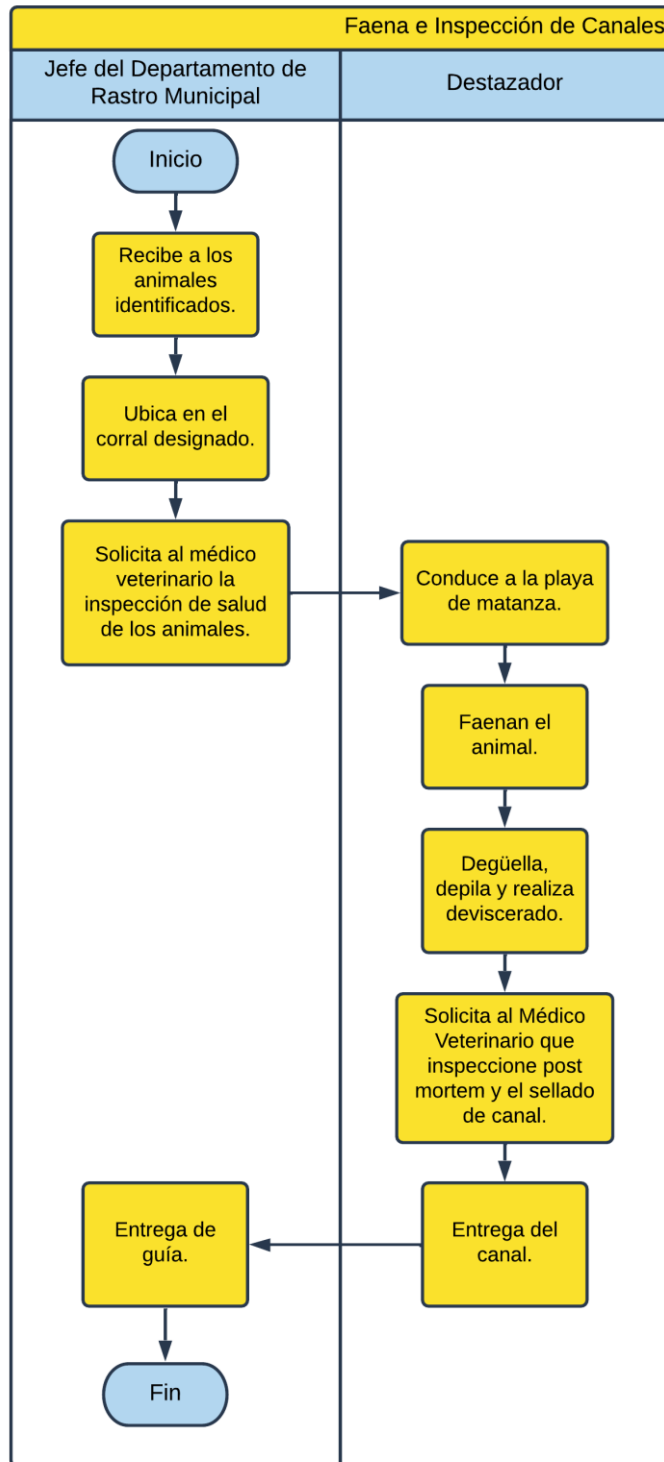 Faena e Inspección de Canales
Jefe del Departamento de
Rastro Municipal
Destazador
Inicio
Recibe a los
animales
identificados.
Ubica en el
corral designado.
Solicita al médico
veterinario la
inspección de salud
de los animales.
Conduce a la playa
de matanza.
Faenan el
animal.
Degüella,
depila y realiza
deviscerado.
Solicita al Médico
Veterinario que
inspeccione post
mortem y el sellado
de canal.
Entrega del
canal.
Entrega de
guía.
Fin